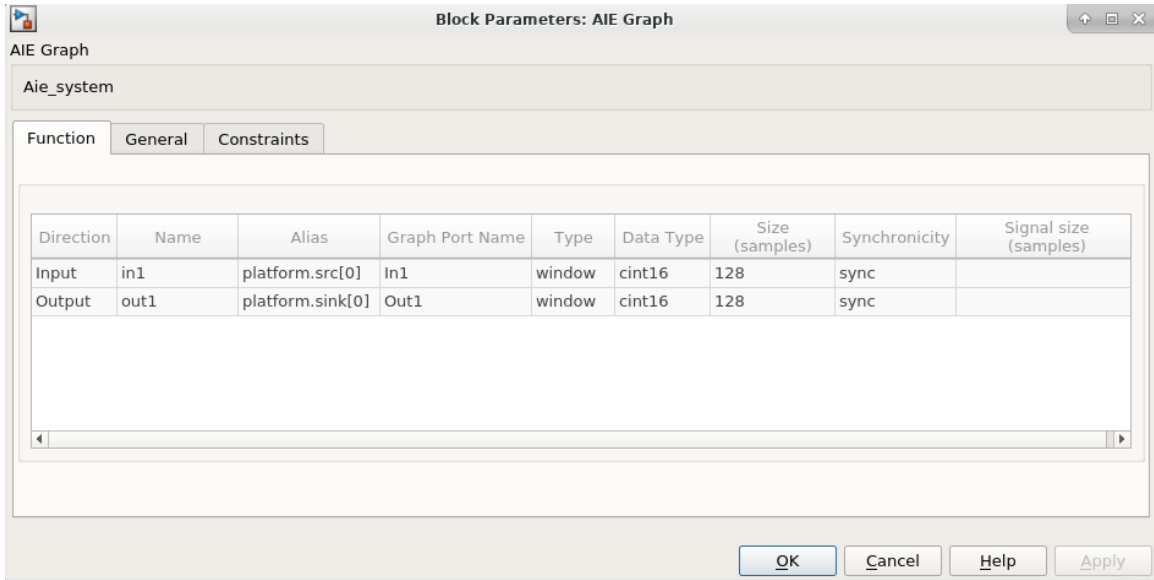 Block Parameters: AIE Graph
AIE Graph
Aie_system
Function General Constraints
Direction Name Alias Graph Port Name Type Data Type Size (samples) Synchronicity Signal size (samples)
Input in1 platform.src[0] In1 window cint16 128 sync
Output out1 platform.sink[0] Out1 window cint16 128 sync
OK Cancel Help Apply